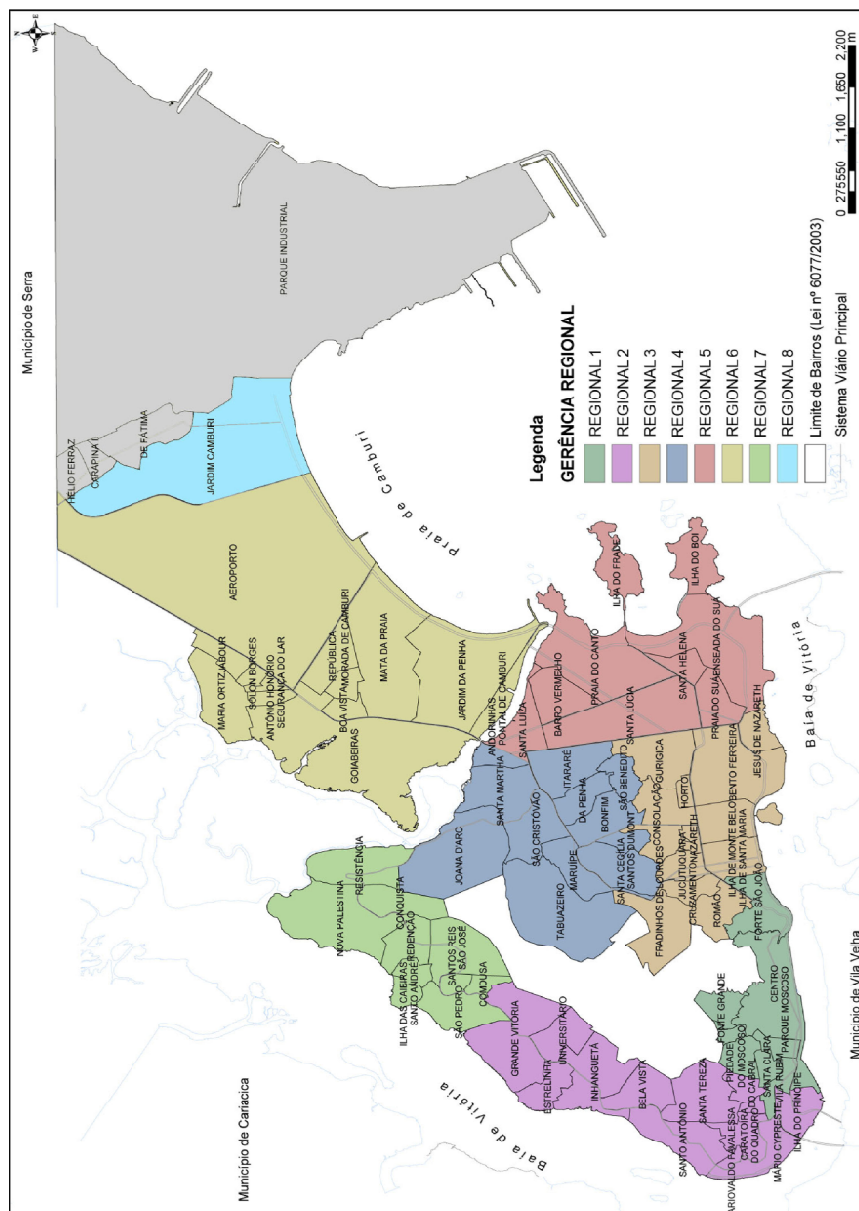 N
E
S
W
Município de Serra
PARQUE INDUSTRIAL
HÉLIO FERRAZ
CARAPINA I
DE FÁTIMA
JARDIM CAMBURI
AEROPORTO
Praia de Camburi
MARIA ORTIZ
JABOUR
SOLON BORGES
ANTÔNIO HONÓRIO
SEGURANÇA DO LAR
REPÚBLICA
BOA VISTA
MORADA DE CAMBURI
MATA DA PRAIA
GOIABEIRAS
JARDIM DA PENHA
PONTAL DE CAMBURI
ANDORINHAS
SANTA LUIZA
SANTA MARTHA
BARRO VERMELHO
PRAIA DO CANTO
ILHA DO FRADE
ILHA DO BOI
SANTA LÚCIA
SANTA HELENA
PRAIA DO SUÁ
ENSEADA DO SUÁ
JOANA D'ARC
SÃO CRISTÓVÃO
ITARARÉ
DA PENHA
BONFIM
SÃO BENEDITO
TABUAZEIRO
MARUÍPE
SANTA CECÍLIA
SANTOS DUMONT
GURIGICA
CONSOLAÇÃO
HORTO
BENTO FERREIRA
JESUS DE NAZARETH
FRADINHOS
DE LOURDES
JUCUTUQUARA
NAZARETH
CRUZAMENTO
ROMÃO
ILHA DE MONTE BELO
ILHA DE SANTA MARIA
FORTE SÃO JOÃO
RESISTÊNCIA
NOVA PALESTINA
CONQUISTA
REDENÇÃO
ILHA DAS CAIEIRAS
SANTO ANDRÉ
SANTOS REIS
SÃO JOSÉ
SÃO PEDRO
COMDUSA
GRANDE VITÓRIA
UNIVERSITÁRIO
ESTRELINHA
INHANGUETÁ
BELA VISTA
SANTO ANTÔNIO
SANTA TEREZA
ARIOVALDO FAVALESSA
CARATOÍRA
DO QUADRO
DO CABRAL
MÁRIO CYPRESTE
ILHA DO PRÍNCIPE
VILA RUBIM
SANTA CLARA
PARQUE MOSCOSO
CENTRO
FONTE GRANDE
PIEDADE
DO MOSCOSO
Baía de Vitória
Baía de Vitória
Município de Cariacica
Município de Vila Velha
Legenda
GERÊNCIA REGIONAL
REGIONAL 1
REGIONAL 2
REGIONAL 3
REGIONAL 4
REGIONAL 5
REGIONAL 6
REGIONAL 7
REGIONAL 8
Limite de Bairros (Lei nº 6077/2003)
Sistema Viário Principal
0 275550 1,100 1,650 2,200
m